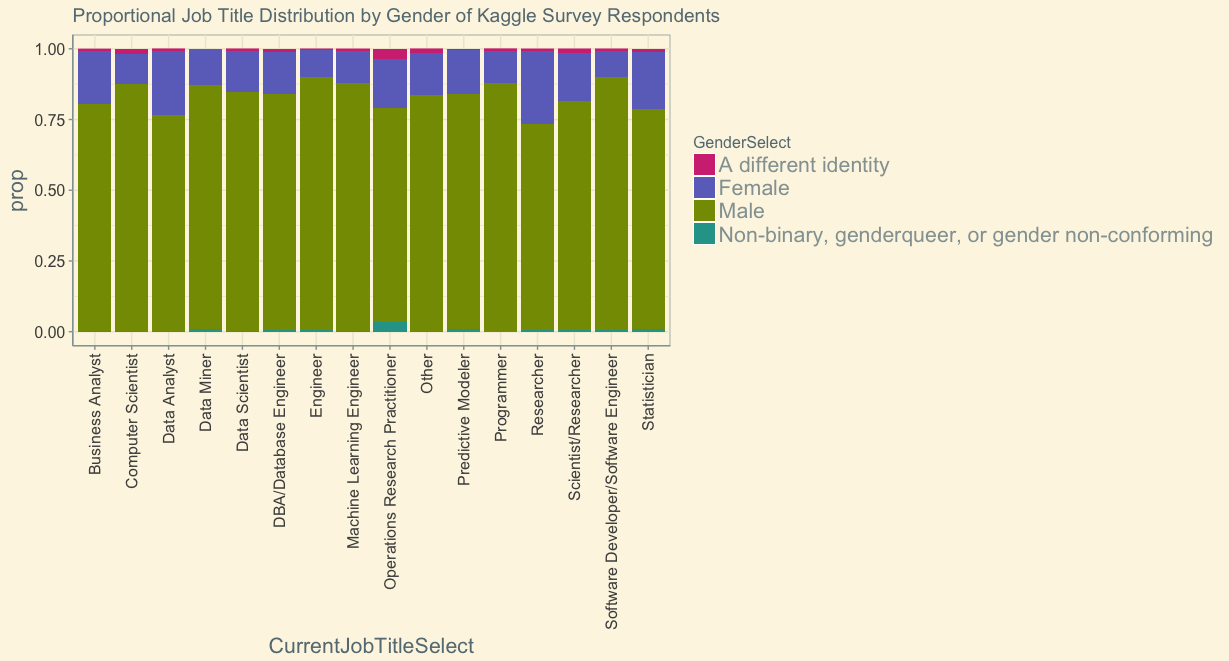 Proportional Job Title Distribution by Gender of Kaggle Survey Respondents
1.00
0.75
0.50
0.25
0.00
prop
Business Analyst
Computer Scientist
Data Analyst
Data Miner
Data Scientist
DBA/Database Engineer
Engineer
Machine Learning Engineer
Operations Research Practitioner
Other
Predictive Modeler
Programmer
Researcher
Scientist/Researcher
Software Developer/Software Engineer
Statistician
CurrentJobTitleSelect
GenderSelect
A different identity
Female
Male
Non-binary, genderqueer, or gender non-conforming